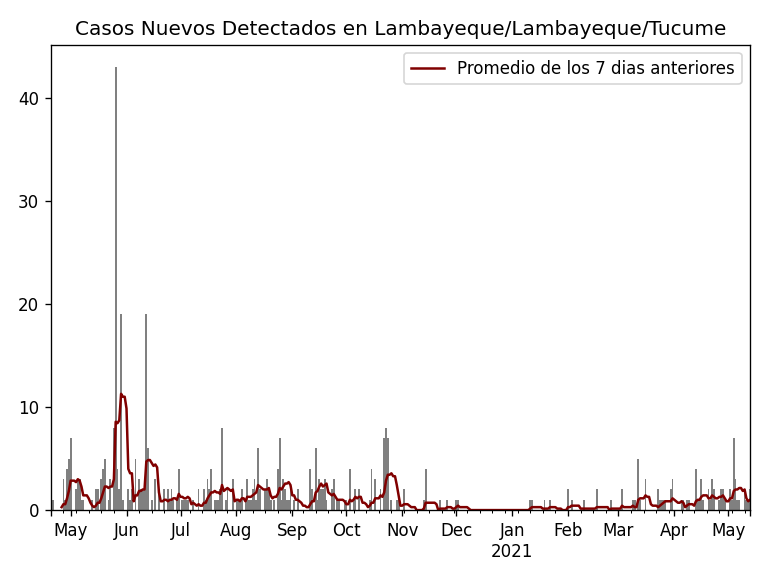 Casos Nuevos Detectados en Lambayeque/Lambayeque/Tucume
Promedio de los 7 dias anteriores
40
30
20
10
0
May Jun Jul Aug Sep Oct Nov Dec Jan Feb Mar Apr May
2021